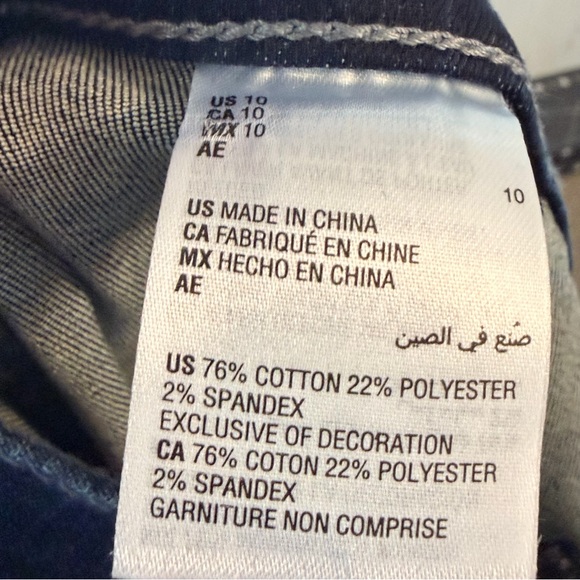 US 10
CA 10
MX 10
AE
10
US MADE IN CHINA
CA FABRIQUÉ EN CHINE
MX HECHO EN CHINA
AE
صُنع في الصين
US 76% COTTON 22% POLYESTER
2% SPANDEX
EXCLUSIVE OF DECORATION
CA 76% COTON 22% POLYESTER
2% SPANDEX
GARNITURE NON COMPRISE